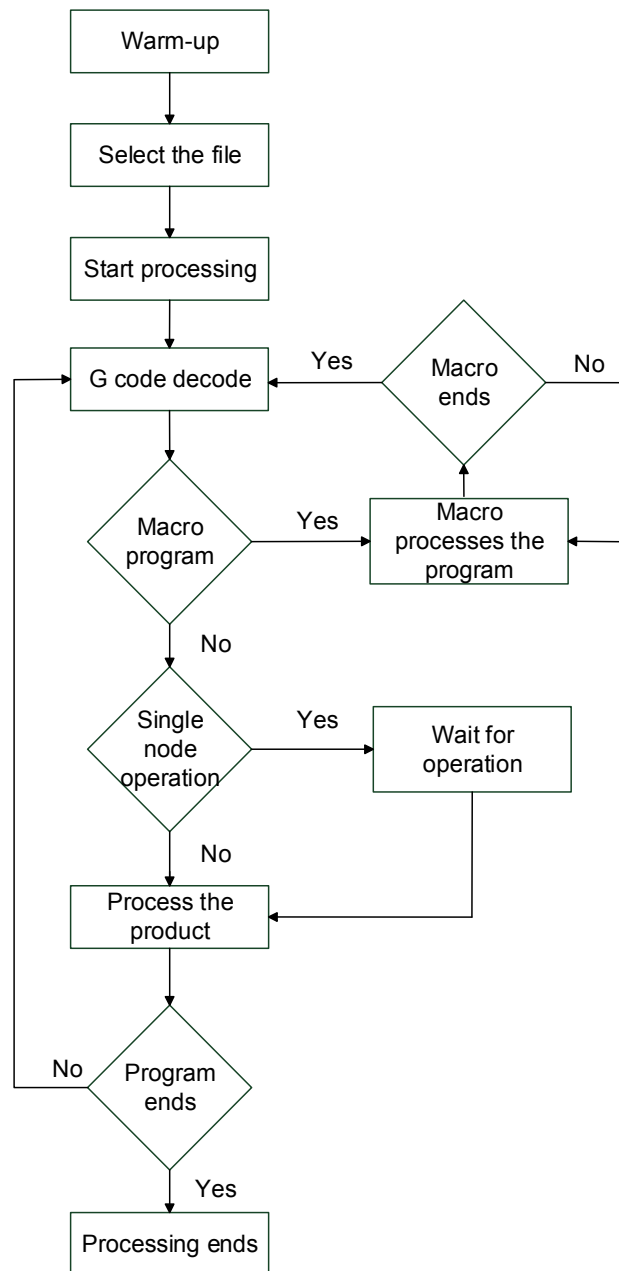 Warm-up
Select the file
Start processing
G code decode
Yes
Macro
ends
No
Macro
program
Yes
Macro
processes the
program
No
Single
node
operation
Yes
Wait for
operation
No
Process the
product
No
Program
ends
Yes
Processing ends